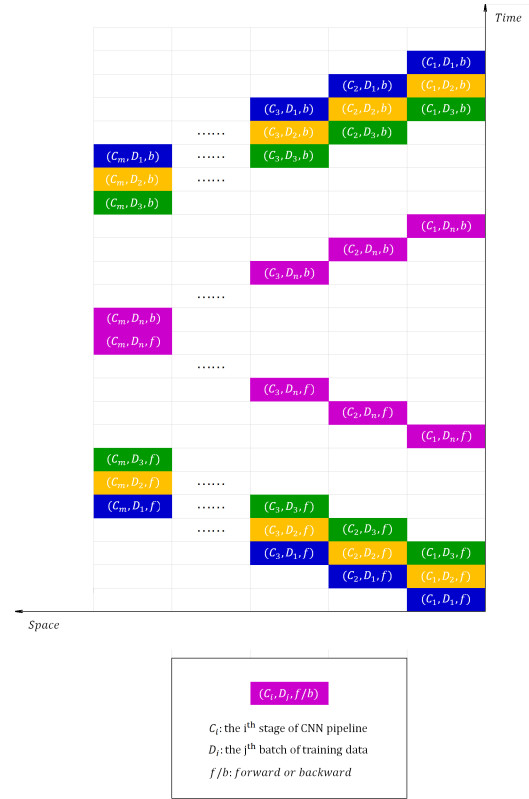 Time
(C₁, D₁, b)
(C₂, D₁, b) (C₁, D₂, b)
(C₃, D₁, b) (C₂, D₂, b) (C₁, D₃, b)
...... (C₃, D₂, b) (C₂, D₃, b)
(Cₘ, D₁, b) ...... (C₃, D₃, b)
(Cₘ, D₂, b) ......
(Cₘ, D₃, b)
(C₁, Dₙ, b)
(C₂, Dₙ, b)
(C₃, Dₙ, b)
......
(Cₘ, Dₙ, b)
(Cₘ, Dₙ, f)
......
(C₃, Dₙ, f)
(C₂, Dₙ, f)
(C₁, Dₙ, f)
(Cₘ, D₃, f)
(Cₘ, D₂, f) ......
(Cₘ, D₁, f) ...... (C₃, D₃, f)
...... (C₃, D₂, f) (C₂, D₃, f)
(C₃, D₁, f) (C₂, D₂, f) (C₁, D₃, f)
(C₂, D₁, f) (C₁, D₂, f)
(C₁, D₁, f)
Space
(Cᵢ, Dⱼ, f/b)
Cᵢ: the iᵗʰ stage of CNN pipeline
Dᵢ: the jᵗʰ batch of training data
f/b: forward or backward